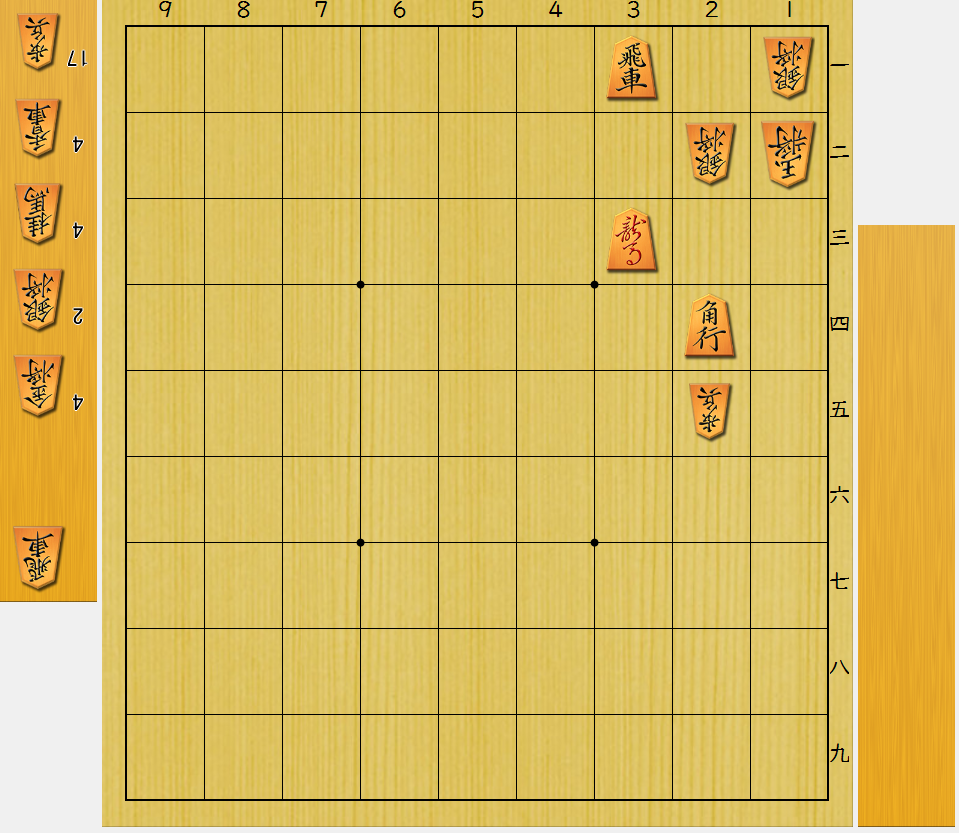 9 8 7 6 5 4 3 2 1
歩兵 17
香車 4
桂馬 4
銀将 2
金将 4
飛車
飛車 銀将 一
銀将 玉将 二
龍馬 三
角行 四
歩兵 五
六
七
八
九